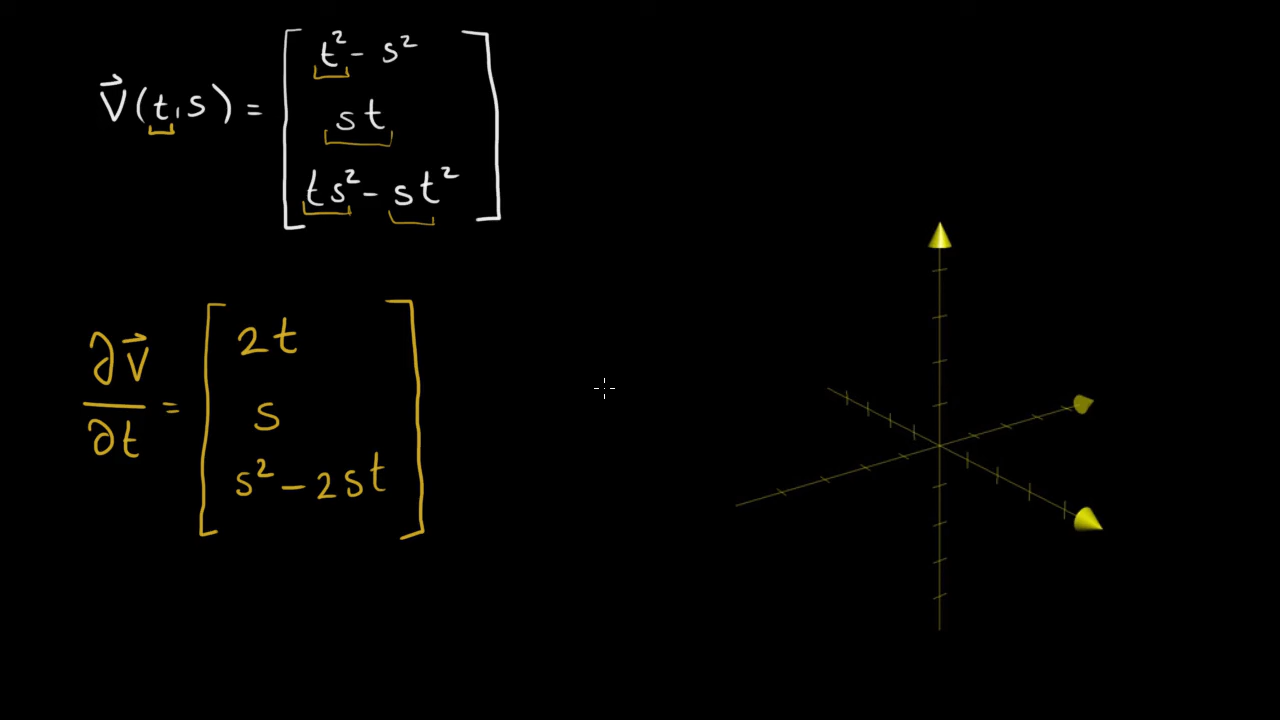 V⃗(t,s) = [ t² - s²
st
ts² - st² ]
∂V⃗/∂t = [ 2t
s
s² - 2st ]